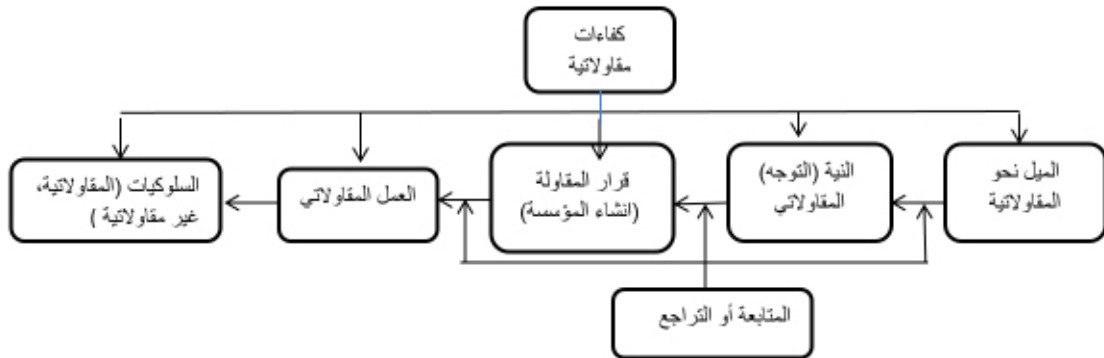 كفاءات
مقاولاتية
الميل نحو
المقاولاتية
النية (التوجه)
المقاولاتي
قرار المقاولة
(انشاء المؤسسة)
العمل المقاولاتي
السلوكيات (المقاولاتية،
غير مقاولاتية )
المتابعة أو التراجع